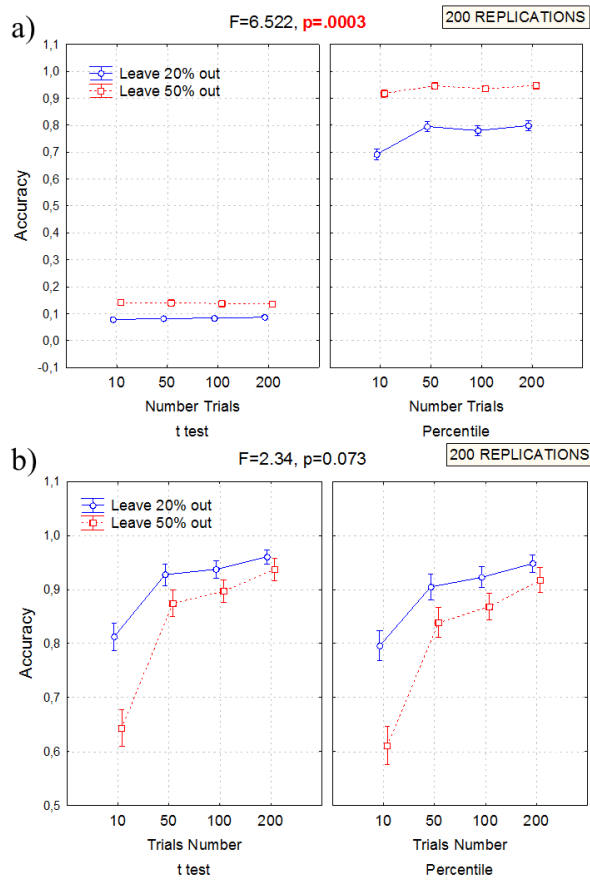 a)
F=6.522, p=.0003
200 REPLICATIONS
Leave 20% out
Leave 50% out
Accuracy
1,1
1,0
0,9
0,8
0,7
0,6
0,5
0,4
0,3
0,2
0,1
0,0
-0,1
10 50 100 200
10 50 100 200
Number Trials
Number Trials
t test
Percentile
b)
F=2.34, p=0.073
200 REPLICATIONS
Leave 20% out
Leave 50% out
Accuracy
1,1
1,0
0,9
0,8
0,7
0,6
0,5
10 50 100 200
10 50 100 200
Trials Number
Trials Number
t test
Percentile